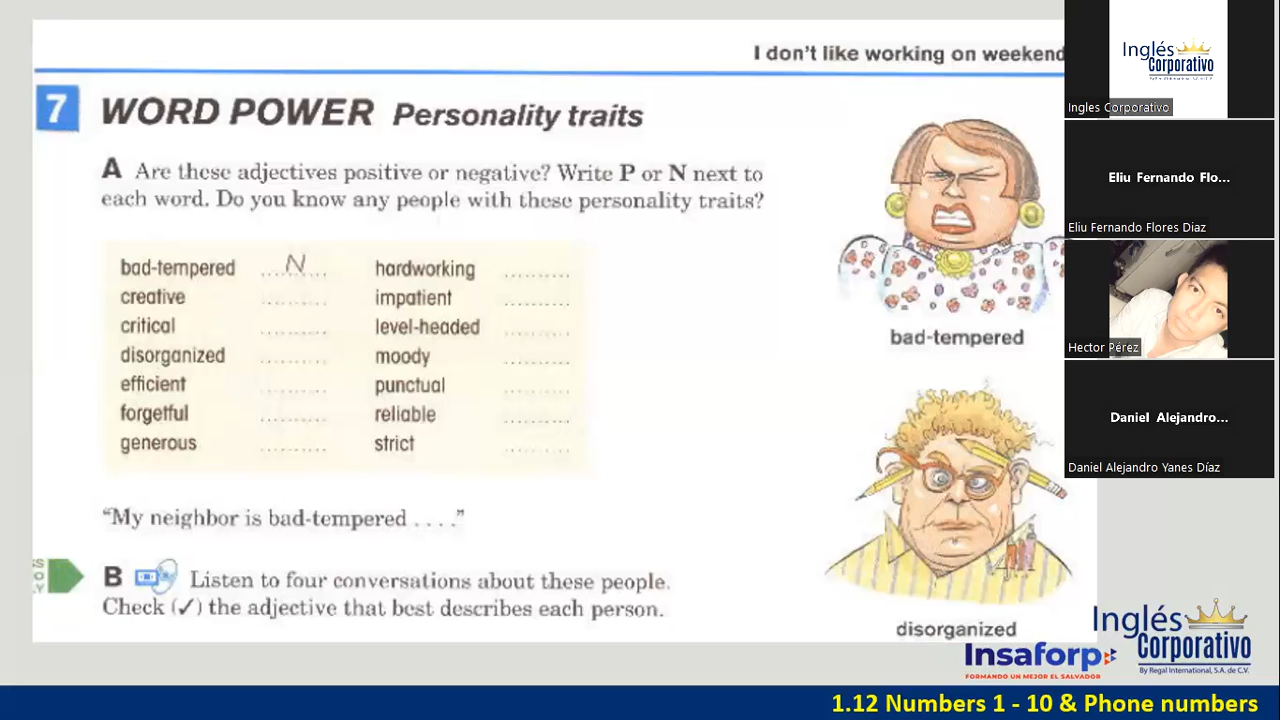 I don't like working on weekend
7 WORD POWER Personality traits
A Are these adjectives positive or negative? Write P or N next to
each word. Do you know any people with these personality traits?
bad-tempered N hardworking
creative impatient
critical level-headed
disorganized moody
efficient punctual
forgetful reliable
generous strict
"My neighbor is bad-tempered . . . ."
B Listen to four conversations about these people.
Check (✓) the adjective that best describes each person.
bad-tempered
disorganized
Inglés
Corporativo
Ingles Corporativo
Eliu Fernando Flo...
Eliu Fernando Flores Diaz
Hector Pérez
Daniel Alejandro...
Daniel Alejandro Yanes Díaz
Insaforp
FORMANDO UN MEJOR EL SALVADOR
Inglés
Corporativo
By Regal International, S.A. de C.V.
1.12 Numbers 1 - 10 & Phone numbers